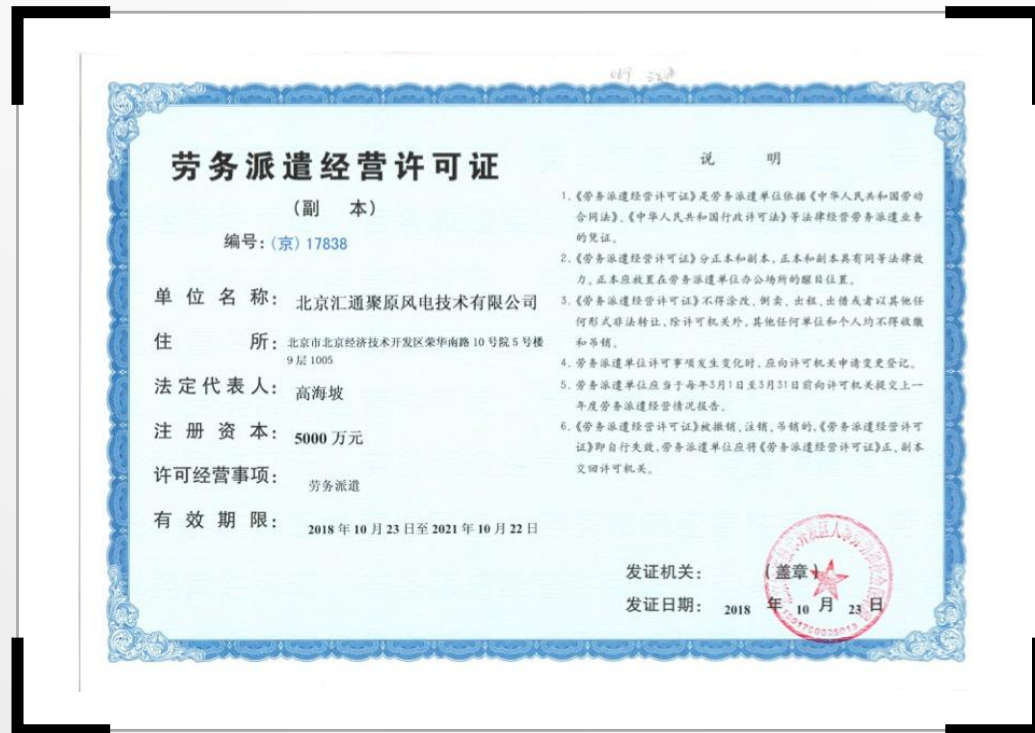 劳务派遣经营许可证
(副 本)
编号:(京)17838
单位名称: 北京汇通聚原风电技术有限公司
住 所: 北京市北京经济技术开发区荣华南路10号院5号楼
9层1005
法定代表人: 高海坡
注册资本: 5000万元
许可经营事项: 劳务派遣
有效期限: 2018年10月23日至2021年10月22日
说 明
1.《劳务派遣经营许可证》是劳务派遣单位依据《中华人民共和国劳动
合同法》、《中华人民共和国行政许可法》等法律经营劳务派遣业务
的凭证。
2.《劳务派遣经营许可证》分正本和副本,正本和副本具有同等法律效
力。正本应放置在劳务派遣单位办公场所的醒目位置。
3.《劳务派遣经营许可证》不得涂改、倒卖、出租、出借或者以其他任
何形式非法转让,除许可机关外,其他任何单位和个人均不得收缴
和吊销。
4.劳务派遣单位许可事项发生变化时,应向许可机关申请变更登记。
5.劳务派遣单位应当于每年3月1日至3月31日前向许可机关提交上一
年度劳务派遣经营情况报告。
6.《劳务派遣经营许可证》被撤销、注销、吊销的,《劳务派遣经营许可
证》即自行失效,劳务派遣单位应将《劳务派遣经营许可证》正、副本
交回许可机关。
发证机关: (盖章)
发证日期: 2018 年 10 月 23 日